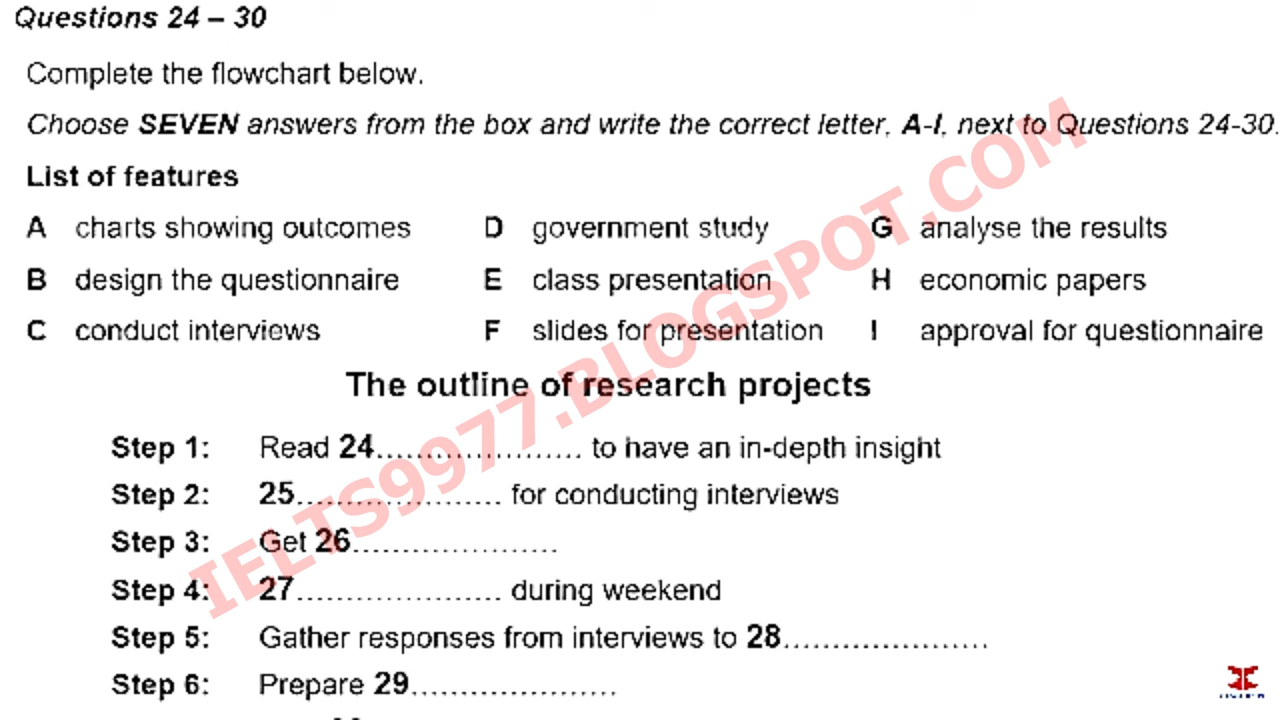 Questions 24 – 30
Complete the flowchart below.
Choose SEVEN answers from the box and write the correct letter, A-I, next to Questions 24-30.
List of features
A charts showing outcomes D government study G analyse the results
B design the questionnaire E class presentation H economic papers
C conduct interviews F slides for presentation I approval for questionnaire
The outline of research projects
Step 1: Read 24..................... to have an in-depth insight
Step 2: 25..................... for conducting interviews
Step 3: Get 26.....................
Step 4: 27..................... during weekend
Step 5: Gather responses from interviews to 28.....................
Step 6: Prepare 29.....................
IELTS9977.BLOGSPOT.COM